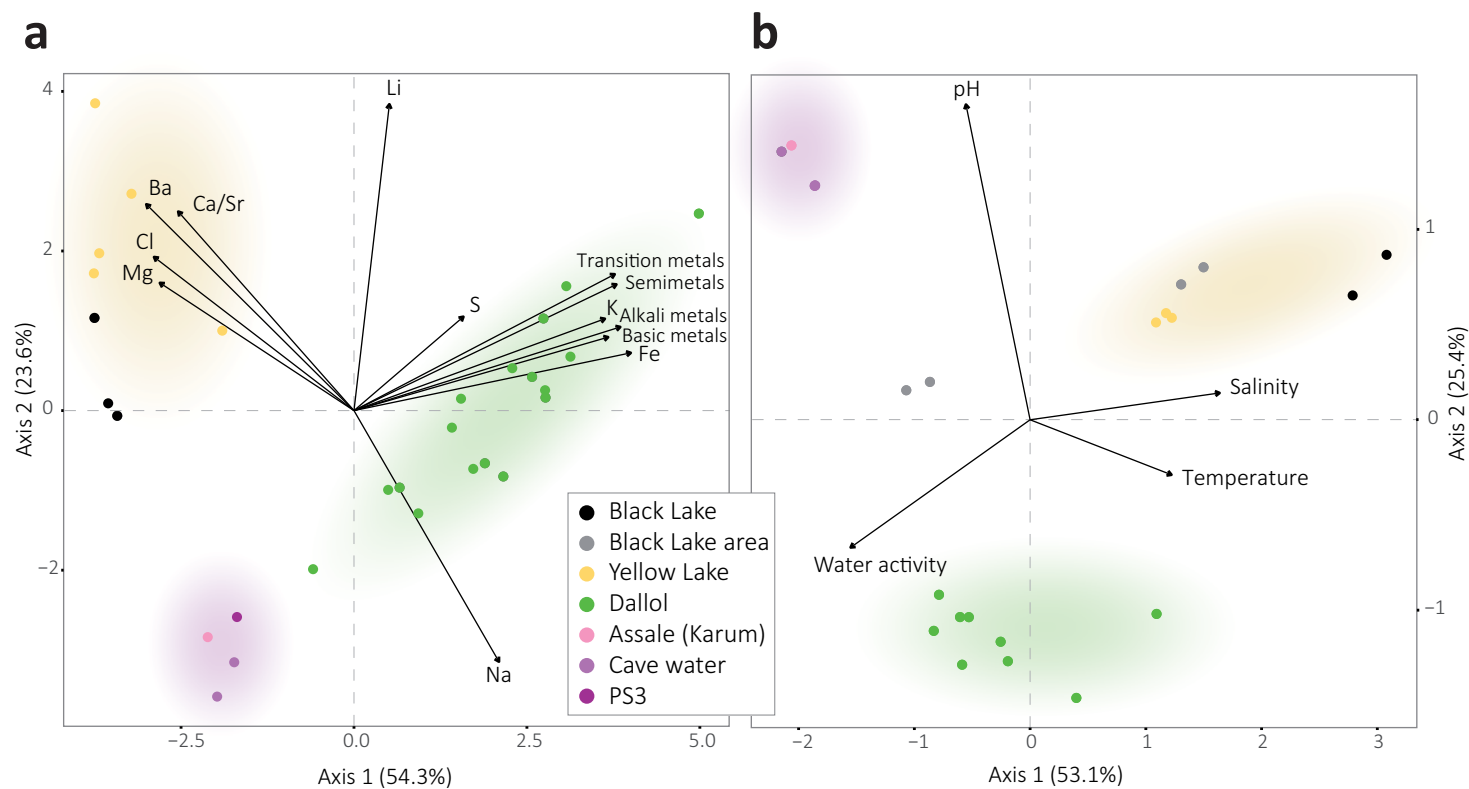 a
b
Axis 2 (23.6%)
4
2
0
−2
−2.5
0.0
2.5
5.0
Axis 1 (54.3%)
Li
Ba
Ca/Sr
Cl
Mg
S
Transition metals
Semimetals
K
Alkali metals
Basic metals
Fe
Na
Black Lake
Black Lake area
Yellow Lake
Dallol
Assale (Karum)
Cave water
PS3
pH
Salinity
Temperature
Water activity
1
0
−1
Axis 2 (25.4%)
−2
−1
0
1
2
3
Axis 1 (53.1%)